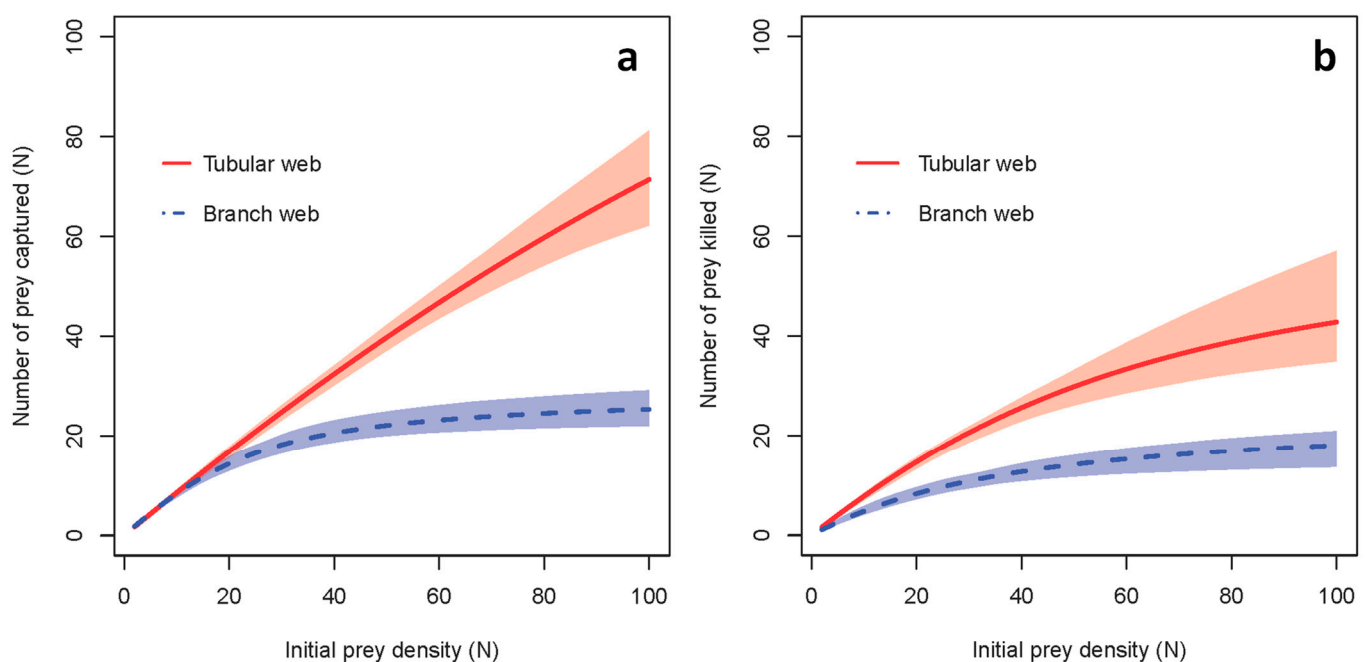 a
Number of prey captured (N)
100
80
60
40
20
0
Tubular web
Branch web
0 20 40 60 80 100
Initial prey density (N)
b
Number of prey killed (N)
100
80
60
40
20
0
Tubular web
Branch web
0 20 40 60 80 100
Initial prey density (N)